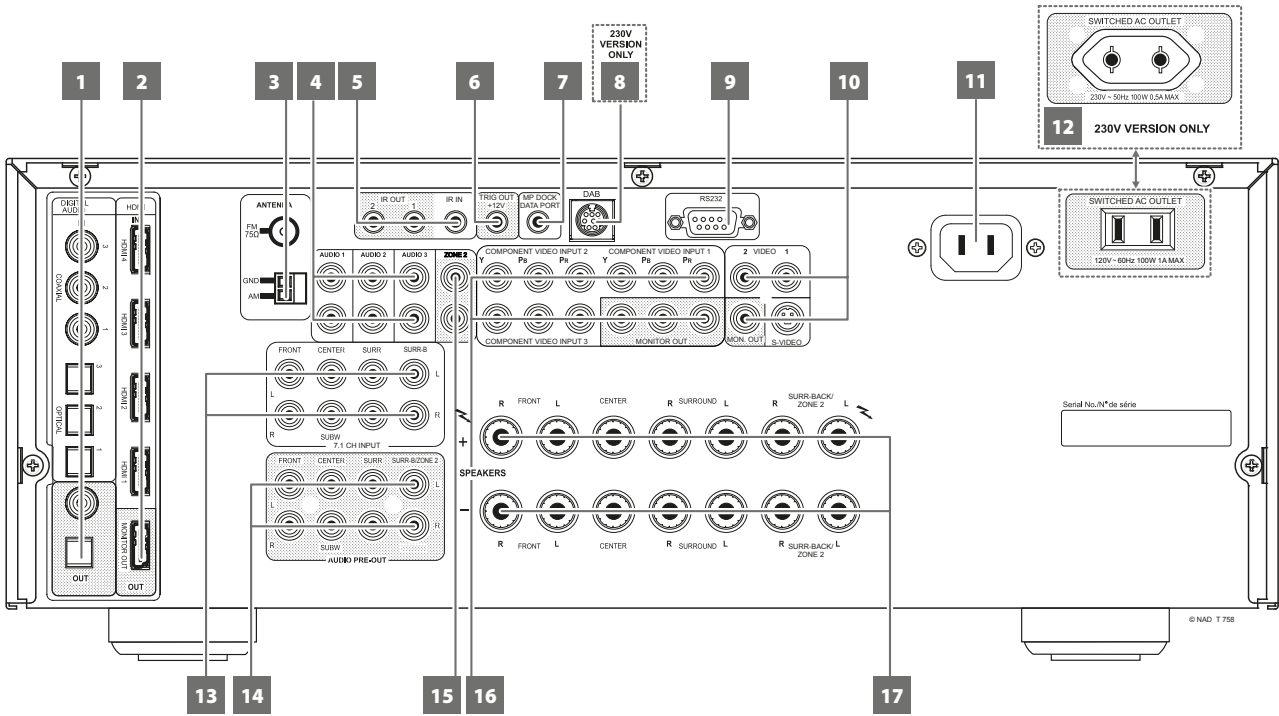 SWITCHED AC OUTLET
230V ~ 50Hz 100W 0.5A MAX
12 230V VERSION ONLY
230V
VERSION
ONLY
1 2 3 4 5 6 7 8 9 10 11
SWITCHED AC OUTLET
120V ~ 60Hz 100W 1A MAX
DIGITAL
AUDIO
IN
3
COAXIAL
2
1
3
OPTICAL
2
1
OUT
HDMI
IN
HDMI 4
HDMI 3
HDMI 2
HDMI 1
MONITOR OUT
OUT
ANTENNA
FM
75Ω
GND
AM
IR OUT
2 1
IR IN
TRIG OUT
+12V
MP DOCK
DATA PORT
DAB
RS232
AUDIO 1 AUDIO 2 AUDIO 3 ZONE 2
COMPONENT VIDEO INPUT 2
Y PB PR
COMPONENT VIDEO INPUT 1
Y PB PR
2 VIDEO 1
COMPONENT VIDEO INPUT 3
MONITOR OUT
MON. OUT
S-VIDEO
FRONT CENTER SURR SURR-B
L L
R R
SUBW
7.1 CH INPUT
FRONT CENTER SURR SURR-B/ZONE 2
L L
R R
SUBW
AUDIO PRE-OUT
R FRONT L CENTER R SURROUND L R SURR-BACK/ L
ZONE 2
+
SPEAKERS
−
R FRONT L CENTER R SURROUND L R SURR-BACK/ L
ZONE 2
Serial No./N° de série
© NAD T 758
13 14 15 16 17